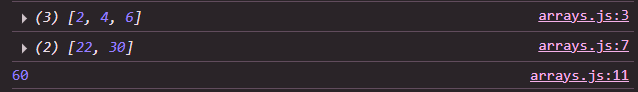 (3) [2, 4, 6] arrays.js:3
(2) [22, 30] arrays.js:7
60 arrays.js:11